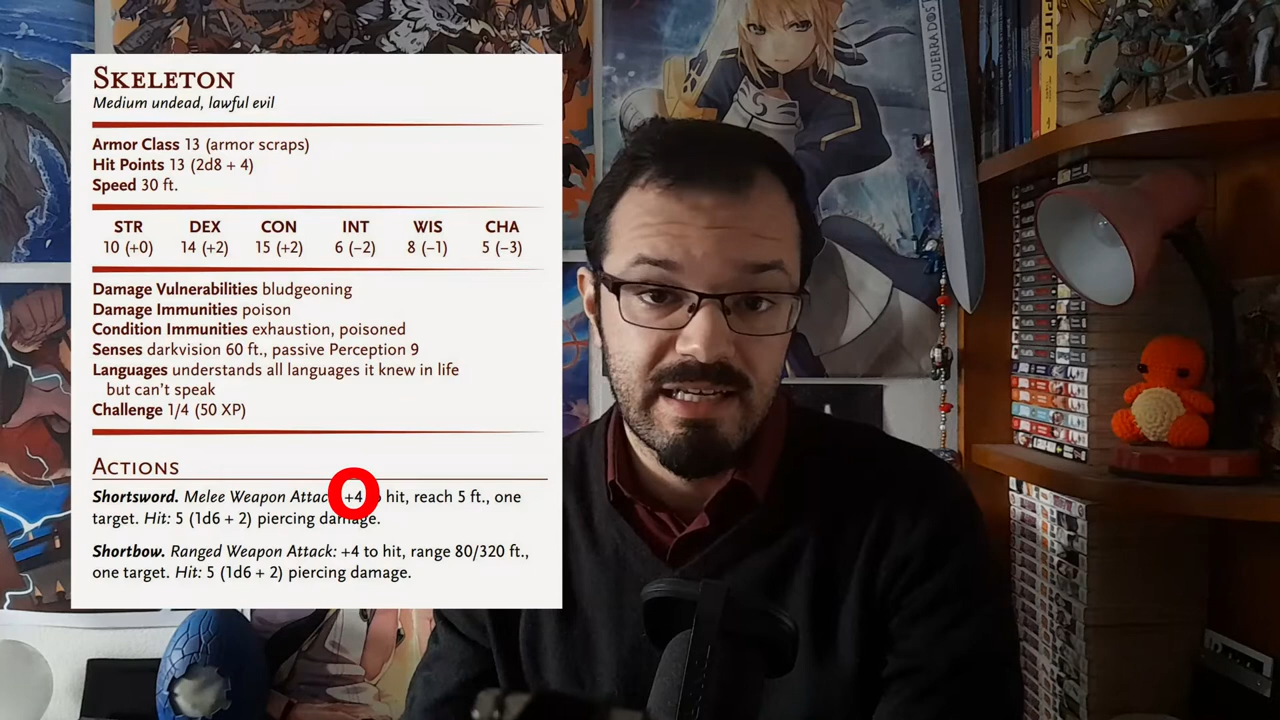 SKELETON
Medium undead, lawful evil
Armor Class 13 (armor scraps)
Hit Points 13 (2d8 + 4)
Speed 30 ft.
STR DEX CON INT WIS CHA
10 (+0) 14 (+2) 15 (+2) 6 (−2) 8 (−1) 5 (−3)
Damage Vulnerabilities bludgeoning
Damage Immunities poison
Condition Immunities exhaustion, poisoned
Senses darkvision 60 ft., passive Perception 9
Languages understands all languages it knew in life
but can't speak
Challenge 1/4 (50 XP)
ACTIONS
Shortsword. Melee Weapon +4 hit, reach 5 ft., one
target. Hit: 5 (1d6 + 2) piercing damage.
Shortbow. Ranged Weapon Attack: +4 to hit, range 80/320 ft.,
one target. Hit: 5 (1d6 + 2) piercing damage.
A GUERRA DOS